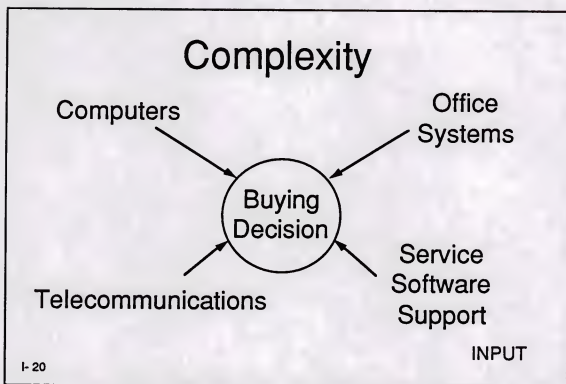 Complexity
Computers
Office
Systems
Buying
Decision
Telecommunications
Service
Software
Support
I- 20
INPUT